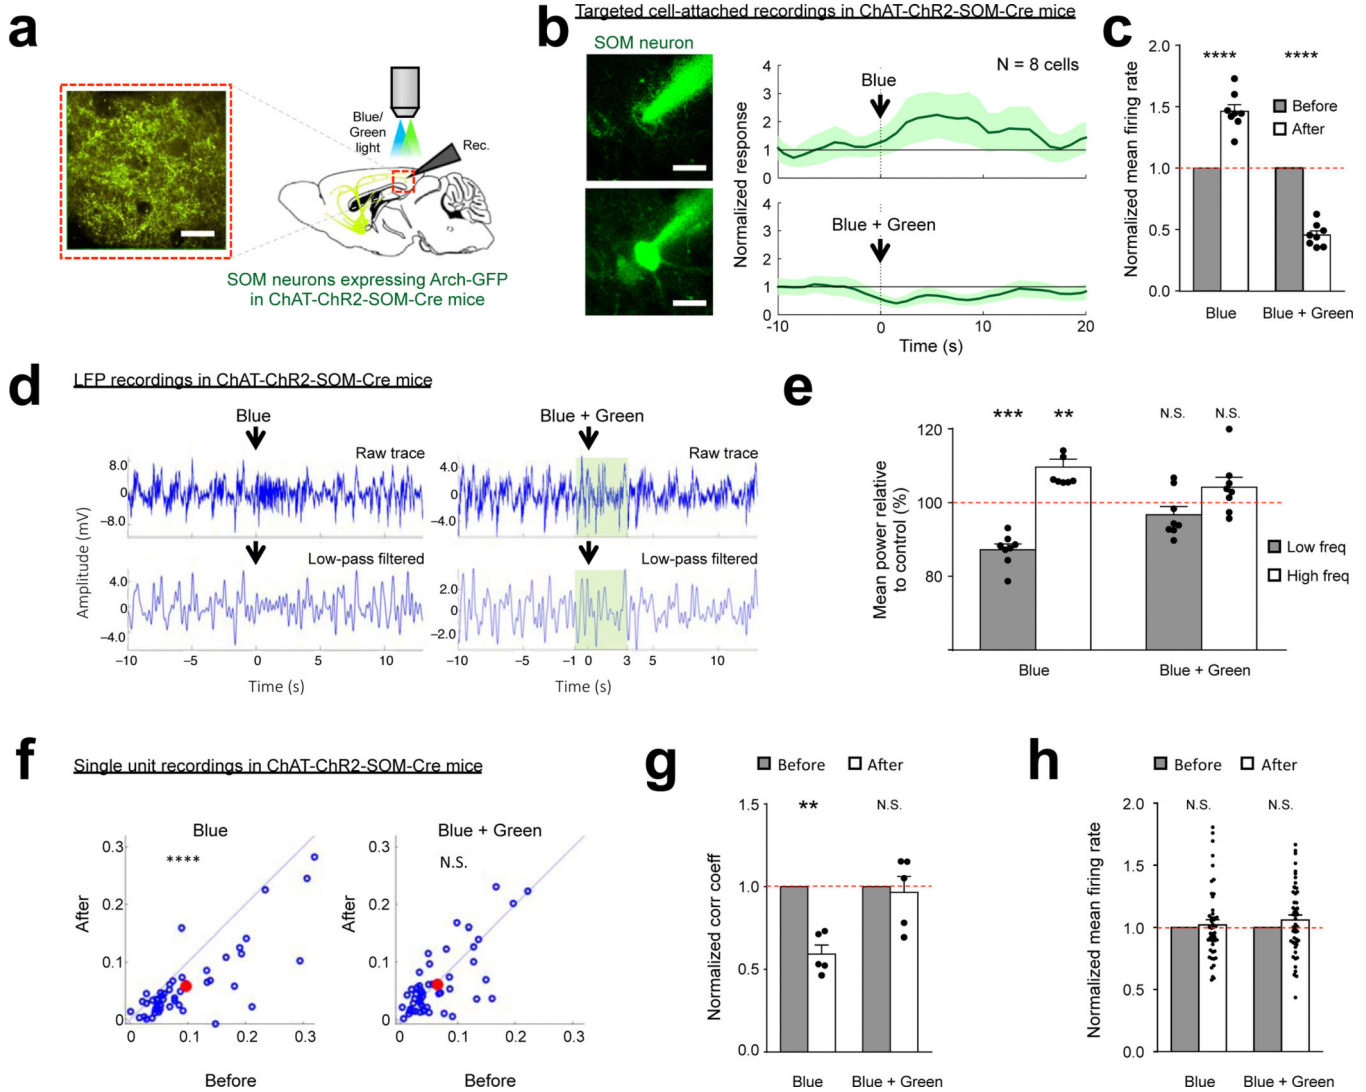 a
Blue/
Green
light
Rec.
SOM neurons expressing Arch-GFP
in ChAT-ChR2-SOM-Cre mice
b
Targeted cell-attached recordings in ChAT-ChR2-SOM-Cre mice
SOM neuron
N = 8 cells
Blue
Normalized response
4
3
2
1
0
Blue + Green
4
3
2
1
1
-10
0
10
20
Time (s)
c
Normalized mean firing rate
2.0
1.5
1.0
0.5
0.0
****
****
Before
After
Blue
Blue + Green
d
LFP recordings in ChAT-ChR2-SOM-Cre mice
Blue
Raw trace
8.0
0
−8.0
Low-pass filtered
4.0
0
−4.0
Amplitude (mV)
−10
−5
0
5
10
Time (s)
Blue + Green
Raw trace
4.0
0
−4.0
Low-pass filtered
2.0
0
−2.0
−10
−5
−1
0
3
5
10
Time (s)
e
Mean power relative
to control (%)
120
100
80
***
**
N.S.
N.S.
Low freq
High freq
Blue
Blue + Green
f
Single unit recordings in ChAT-ChR2-SOM-Cre mice
Blue
****
After
0.3
0.2
0.1
0
0
0.1
0.2
0.3
Before
Blue + Green
N.S.
After
0.3
0.2
0.1
0
0
0.1
0.2
0.3
Before
g
Before
After
Normalized corr coeff
1.5
1.0
0.5
0.0
**
N.S.
Blue
Blue + Green
h
Before
After
Normalized mean firing rate
2.0
1.5
1.0
0.5
0.0
N.S.
N.S.
Blue
Blue + Green